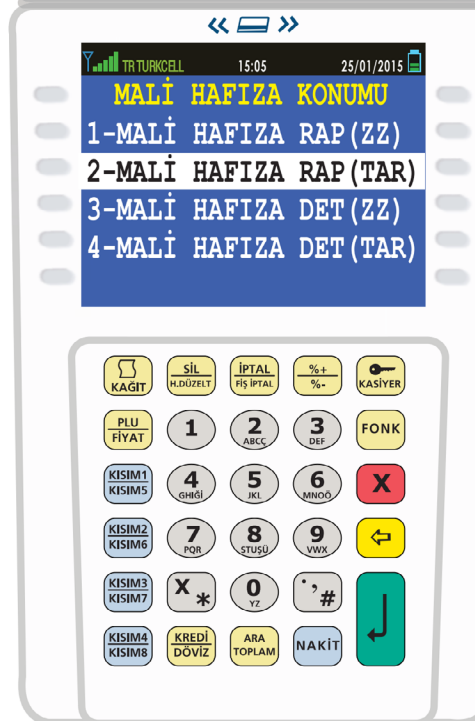 TR TURKCELL 15:05 25/01/2015
MALİ HAFIZA KONUMU
1-MALİ HAFIZA RAP(ZZ)
2-MALİ HAFIZA RAP(TAR)
3-MALİ HAFIZA DET(ZZ)
4-MALİ HAFIZA DET(TAR)
KAĞIT
SİL
H.DÜZELT
İPTAL
FİŞ İPTAL
%+
%-
KASİYER
PLU
FİYAT
1
2
ABCÇ
3
DEF
FONK
KISIM1
KISIM5
4
GHIĞİ
5
JKL
6
MNOÖ
X
KISIM2
KISIM6
7
PQR
8
STUŞÜ
9
VWX
KISIM3
KISIM7
X *
0
YZ
. , #
KISIM4
KISIM8
KREDİ
DÖVİZ
ARA
TOPLAM
NAKİT